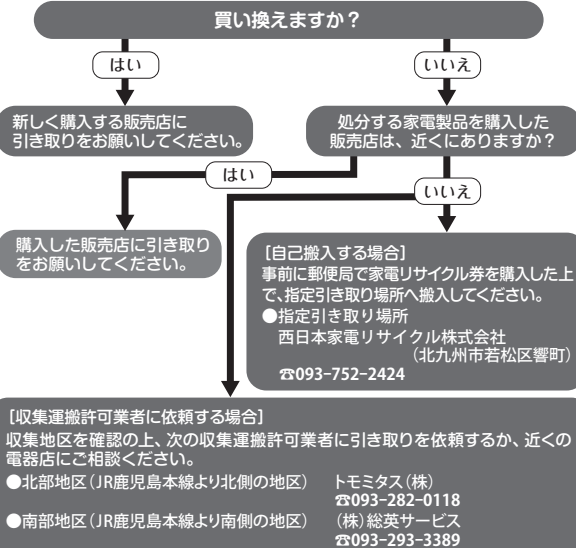 買い換えますか？
はい
いいえ
新しく購入する販売店に
引き取りをお願いしてください。
処分する家電製品を購入した
販売店は、近くにありますか？
はい
いいえ
購入した販売店に引き取り
をお願いしてください。
［自己搬入する場合］
事前に郵便局で家電リサイクル券を購入した上
で、指定引き取り場所へ搬入してください。
●指定引き取り場所
西日本家電リサイクル株式会社
（北九州市若松区響町）
☎093-752-2424
［収集運搬許可業者に依頼する場合］
収集地区を確認の上、次の収集運搬許可業者に引き取りを依頼するか、近くの
電器店にご相談ください。
●北部地区（JR鹿児島本線より北側の地区）　トモミタス（株）
☎093-282-0118
●南部地区（JR鹿児島本線より南側の地区）　（株）総英サービス
☎093-293-3389